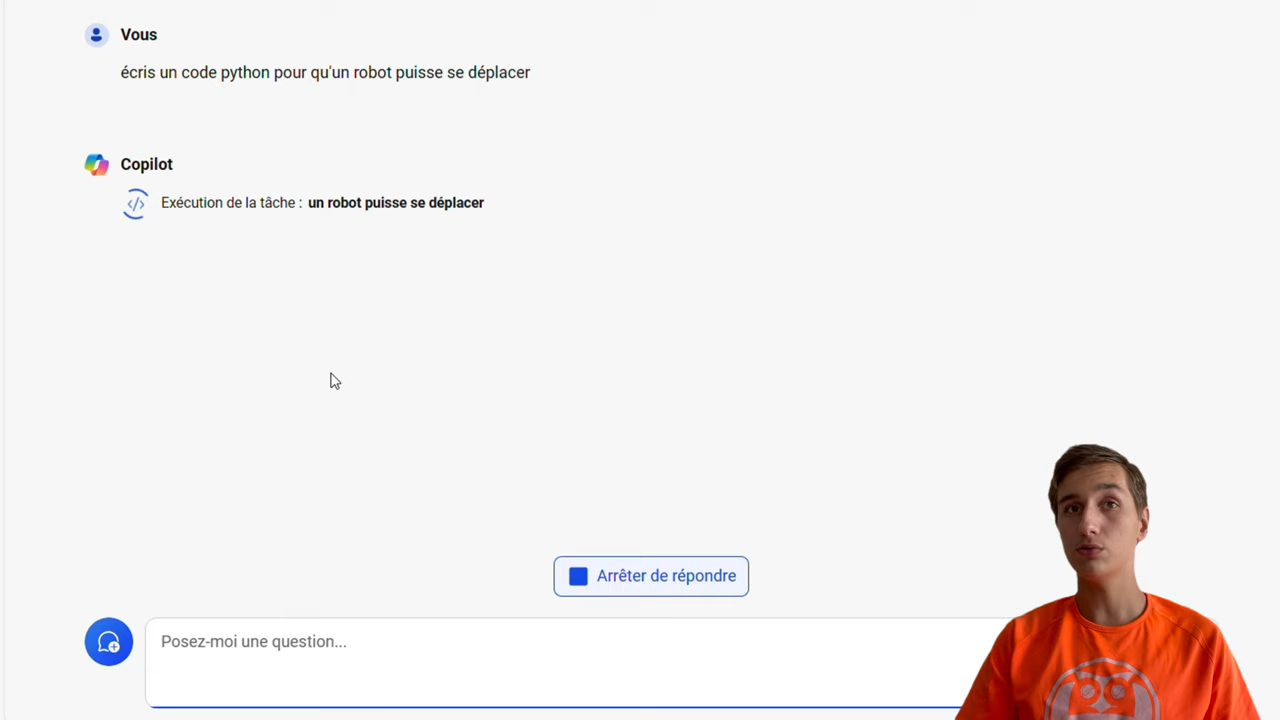 Vous
écris un code python pour qu'un robot puisse se déplacer
Copilot
Exécution de la tâche : un robot puisse se déplacer
Arrêter de répondre
Posez-moi une question...